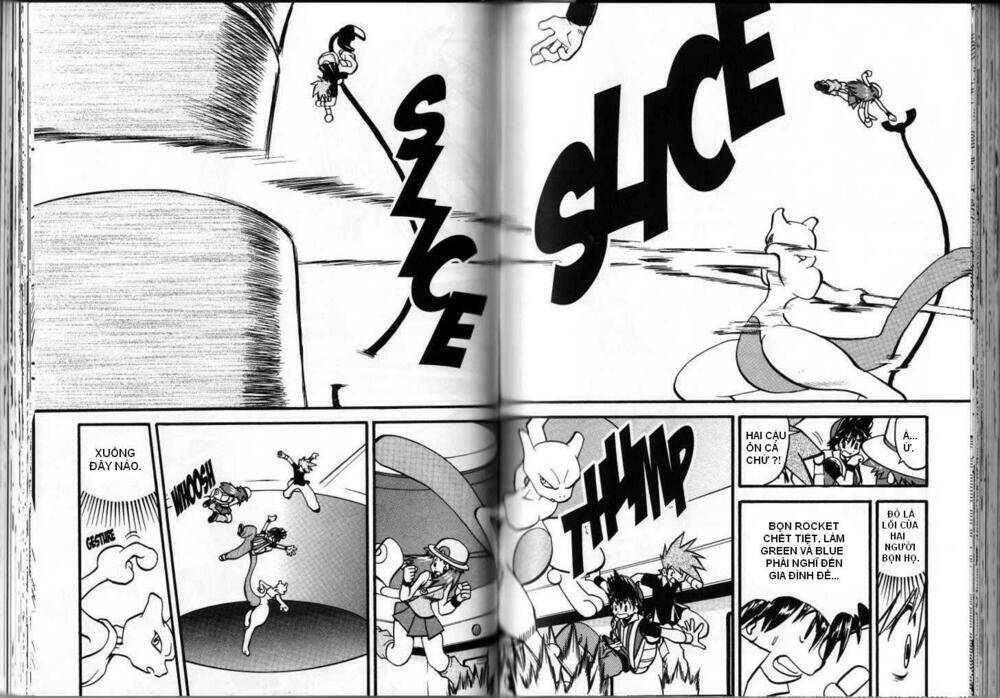 SLICE
SLICE
XUỐNG
ĐÂY NÀO.
GESTURE
WHOOSH
THUMP
HAI CẬU
ỔN CẢ
CHỨ ?!
À...
Ừ.
BỌN ROCKET
CHẾT TIỆT, LÀM
GREEN VÀ BLUE
PHẢI NGHĨ ĐẾN
GIA ĐÌNH ĐỂ...
ĐÓ LÀ
LỖI CỦA
HAI
NGƯỜI
BỌN HỌ.